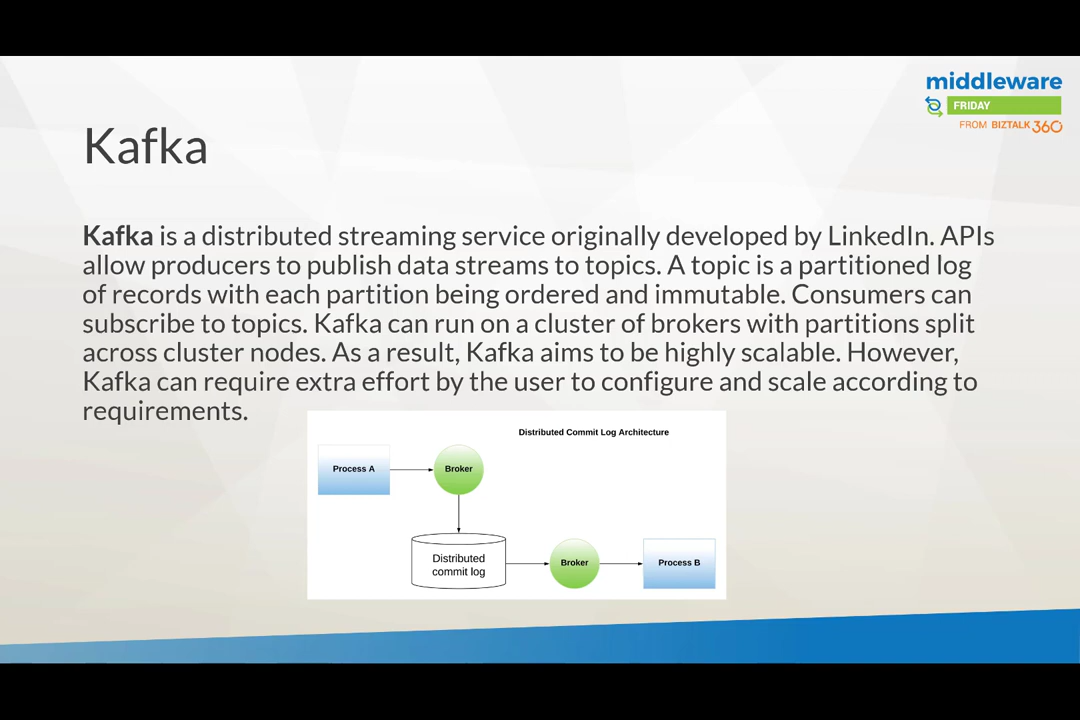 middleware
FRIDAY
FROM BIZTALK360
Kafka
Kafka is a distributed streaming service originally developed by LinkedIn. APIs
allow producers to publish data streams to topics. A topic is a partitioned log
of records with each partition being ordered and immutable. Consumers can
subscribe to topics. Kafka can run on a cluster of brokers with partitions split
across cluster nodes. As a result, Kafka aims to be highly scalable. However,
Kafka can require extra effort by the user to configure and scale according to
requirements.
Distributed Commit Log Architecture
Process A
Broker
Distributed
commit log
Broker
Process B